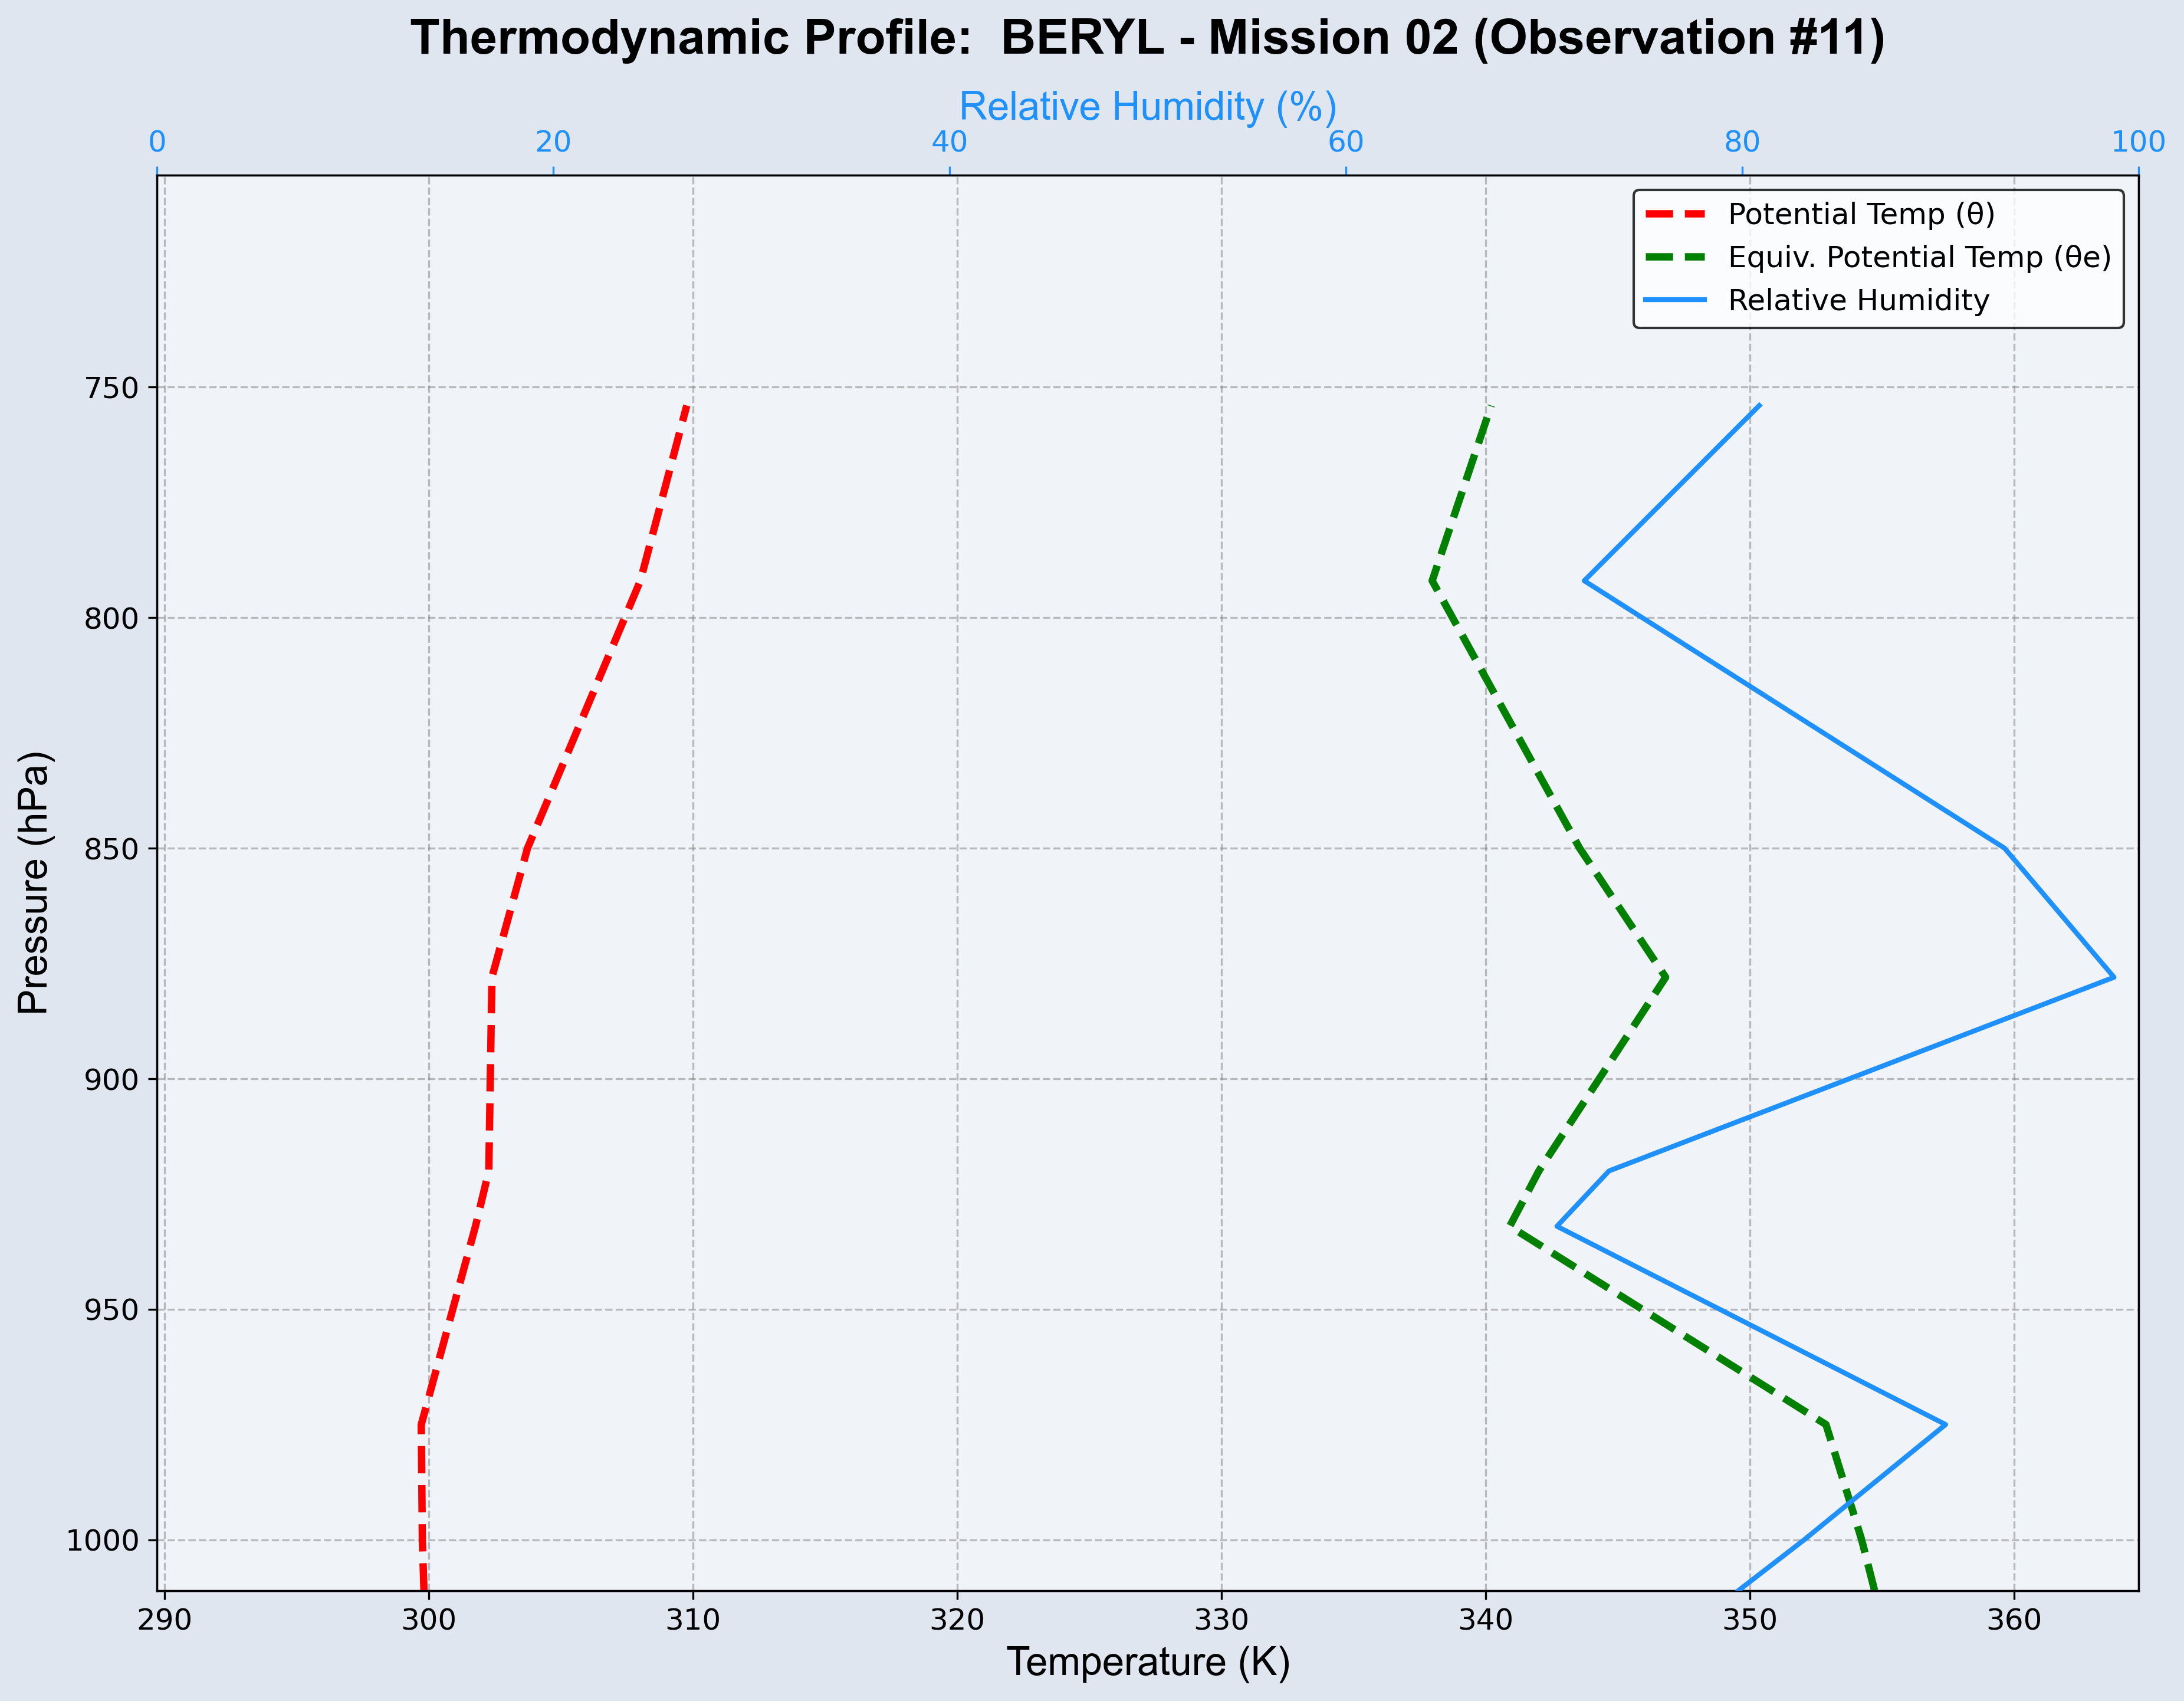 Thermodynamic Profile:  BERYL - Mission 02 (Observation #11)
Relative Humidity (%)
0 20 40 60 80 100
Potential Temp (θ)
Equiv. Potential Temp (θe)
Relative Humidity
Pressure (hPa)
750
800
850
900
950
1000
290 300 310 320 330 340 350 360
Temperature (K)